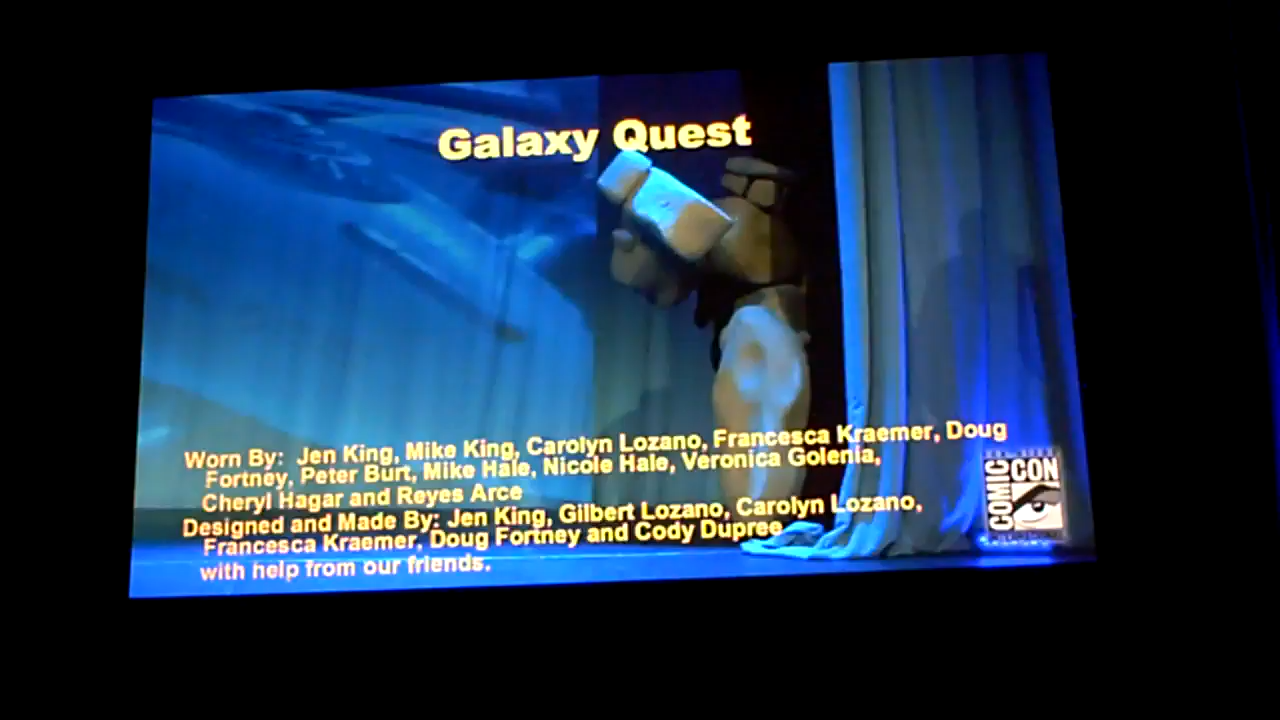 Galaxy Quest
Worn By: Jen King, Mike King, Carolyn Lozano, Francesca Kraemer, Doug
Fortney, Peter Burt, Mike Hale, Nicole Hale, Veronica Golenia,
Cheryl Hagar and Reyes Arce
Designed and Made By: Jen King, Gilbert Lozano, Carolyn Lozano,
Francesca Kraemer, Doug Fortney and Cody Dupree
with help from our friends.
COMIC CON